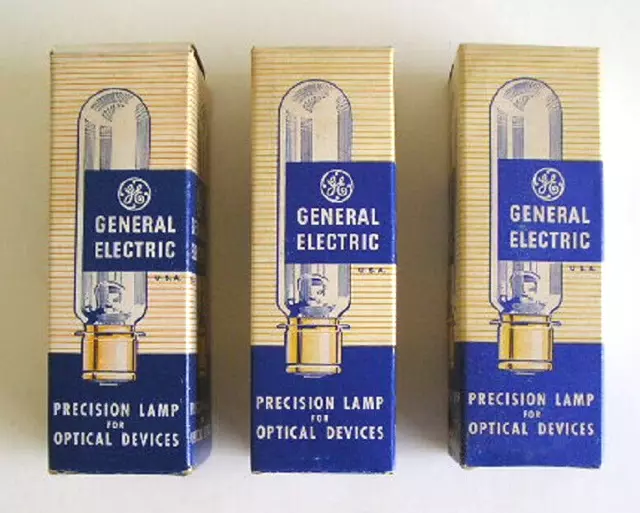 GE
GENERAL
ELECTRIC
U.S.A.
PRECISION LAMP
FOR
OPTICAL DEVICES
GE
GENERAL
ELECTRIC
U.S.A.
PRECISION LAMP
FOR
OPTICAL DEVICES
GE
GENERAL
ELECTRIC
U.S.A.
PRECISION LAMP
FOR
OPTICAL DEVICES